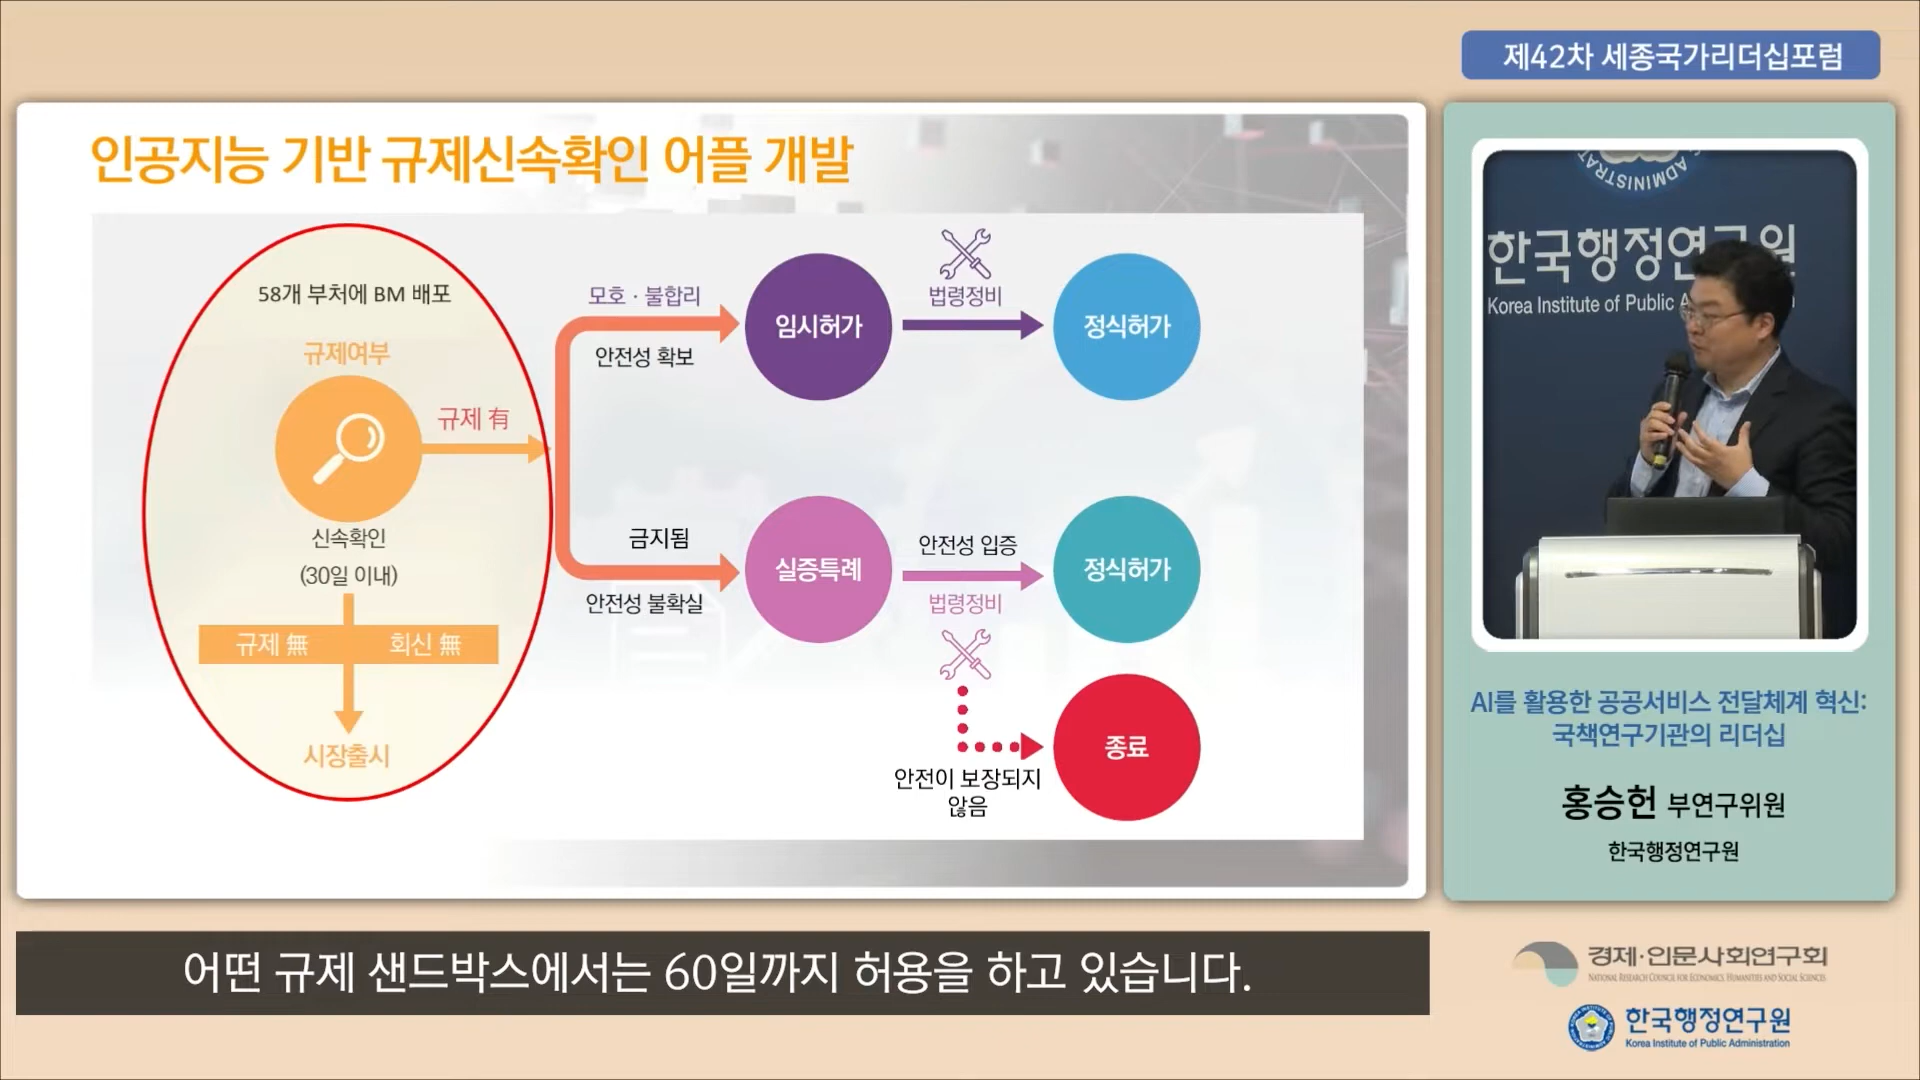 제42차 세종국가리더십포럼
인공지능 기반 규제신속확인 어플 개발
58개 부처에 BM 배포
규제여부
규제 有
신속확인
(30일 이내)
규제 無
회신 無
시장출시
모호 · 불합리
안전성 확보
임시허가
법령정비
정식허가
금지됨
안전성 불확실
실증특례
안전성 입증
법령정비
정식허가
안전이 보장되지
않음
종료
ADMINISTRAT
한국행정연구원
Korea Institute of Public A
AI를 활용한 공공서비스 전달체계 혁신:
국책연구기관의 리더십
홍승헌 부연구위원
한국행정연구원
어떤 규제 샌드박스에서는 60일까지 허용을 하고 있습니다.
경제·인문사회연구회
NATIONAL RESEARCH COUNCIL FOR ECONOMICS, HUMANITIES AND SOCIAL SCIENCES
한국행정연구원
Korea Institute of Public Administration